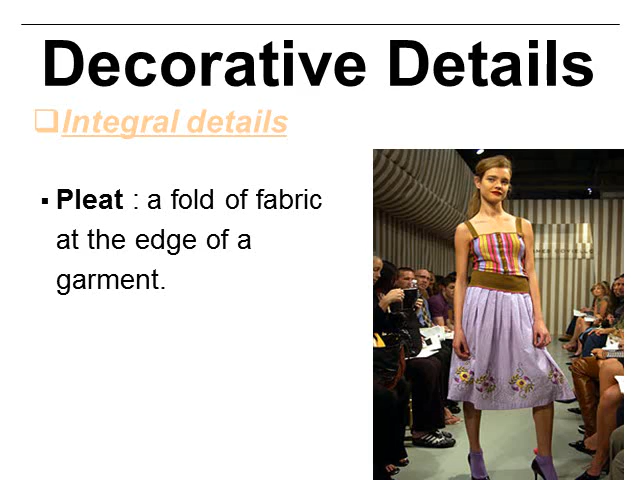 Decorative Details
❑Integral details
▪ Pleat : a fold of fabric
at the edge of a
garment.